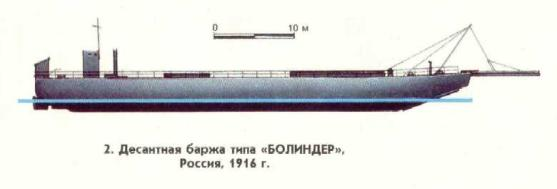 0 10 м
2. Десантная баржа типа «БОЛИНДЕР»,
Россия, 1916 г.